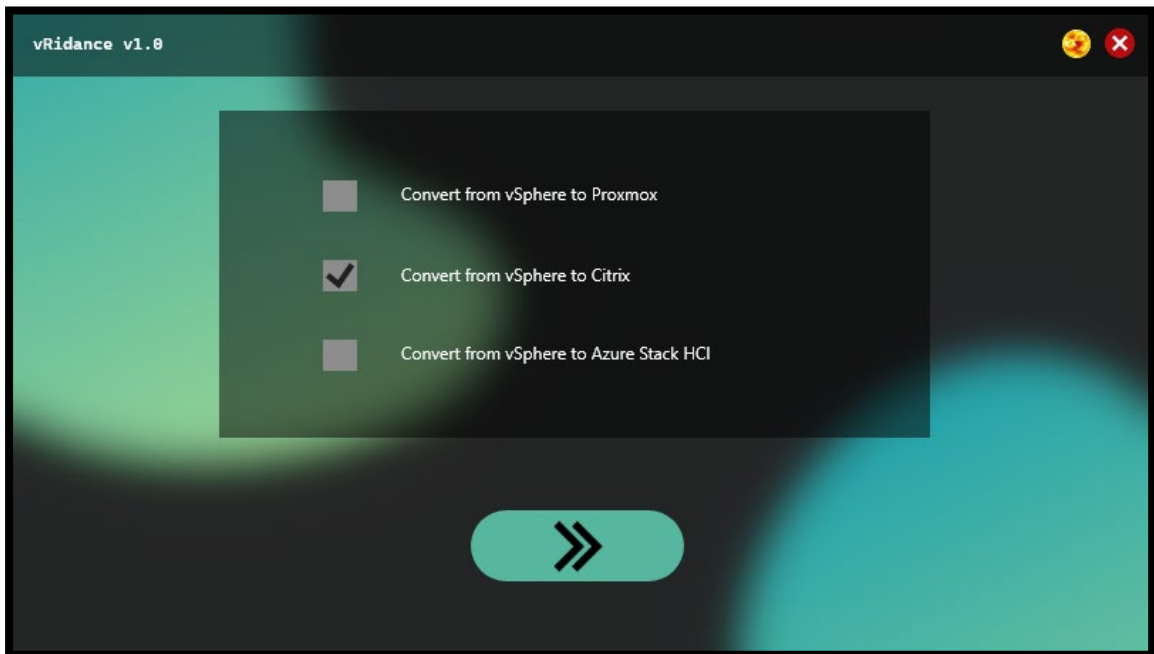 vRidance v1.0
Convert from vSphere to Proxmox
Convert from vSphere to Citrix
Convert from vSphere to Azure Stack HCI